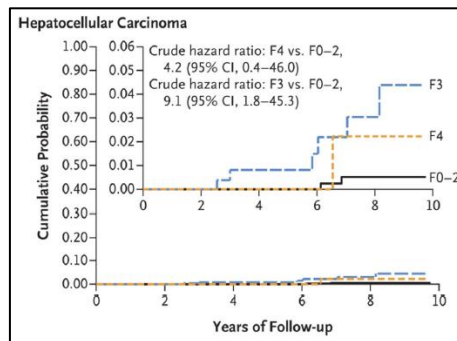 Hepatocellular Carcinoma
Crude hazard ratio: F4 vs. F0–2,
4.2 (95% CI, 0.4–46.0)
Crude hazard ratio: F3 vs. F0–2,
9.1 (95% CI, 1.8–45.3)
F3
F4
F0–2
0.06
0.05
0.04
0.03
0.02
0.01
0.00
0 2 4 6 8 10
Cumulative Probability
1.00
0.90
0.80
0.70
0.60
0.50
0.40
0.30
0.20
0.10
0.00
0 2 4 6 8 10
Years of Follow-up